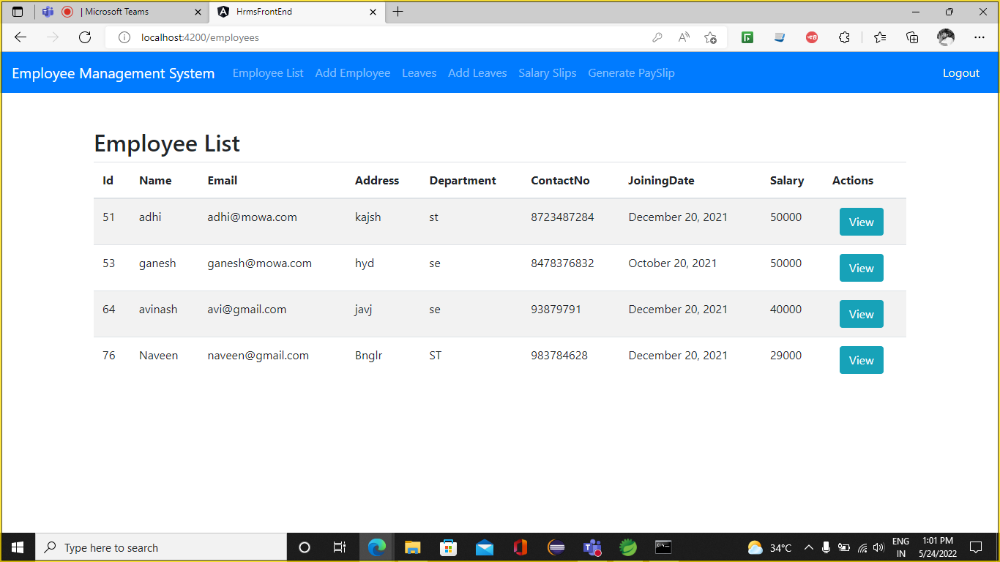 | Microsoft Teams
HrmsFrontEnd
localhost:4200/employees
Employee Management System Employee List Add Employee Leaves Add Leaves Salary Slips Generate PaySlip Logout
Employee List
Id Name Email Address Department ContactNo JoiningDate Salary Actions
51 adhi adhi@mowa.com kajsh st 8723487284 December 20, 2021 50000 View
53 ganesh ganesh@mowa.com hyd se 8478376832 October 20, 2021 50000 View
64 avinash avi@gmail.com javj se 93879791 December 20, 2021 40000 View
76 Naveen naveen@gmail.com Bnglr ST 983784628 December 20, 2021 29000 View
Type here to search
34°C
ENG
IN
1:01 PM
5/24/2022